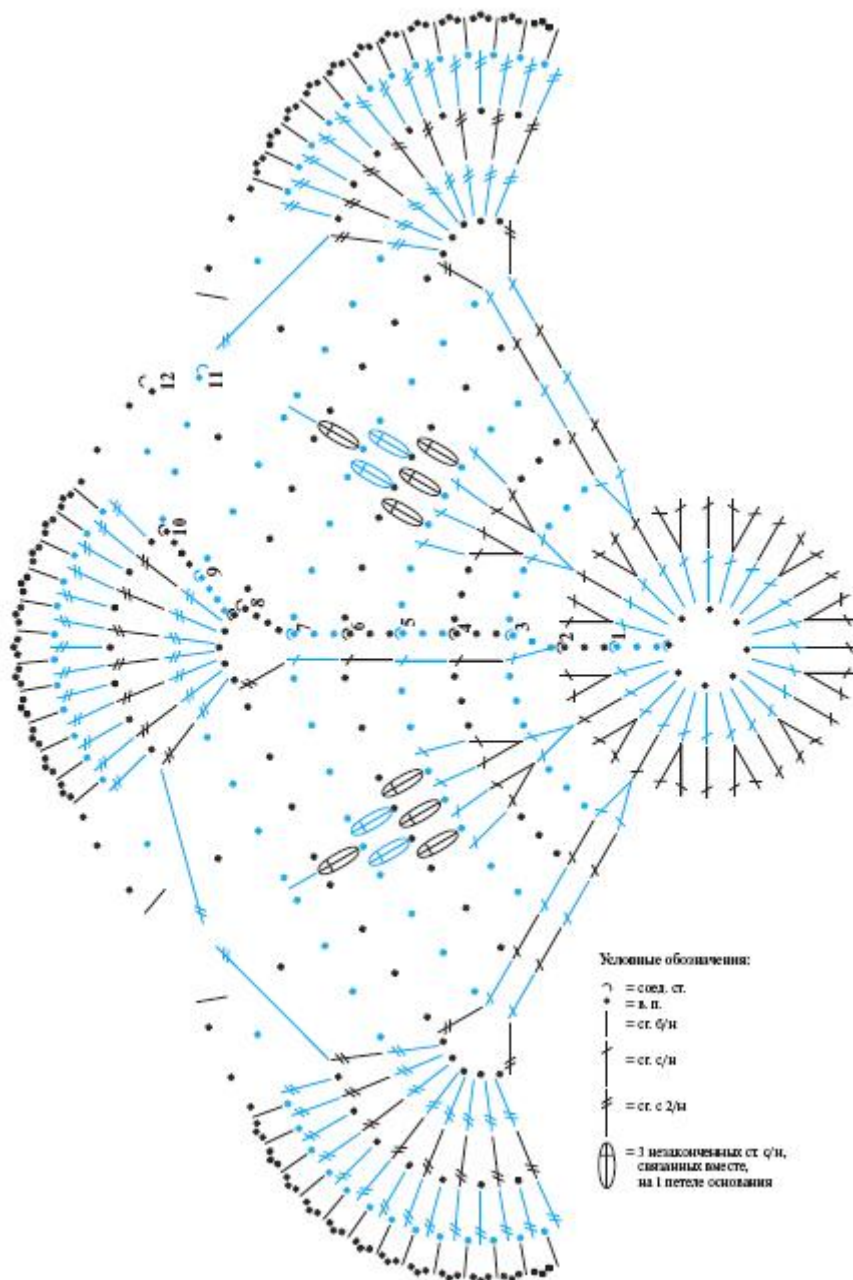 12
11
10
9
8
7
6
5
4
3
2
1
Условные обозначения:
= соед. ст.
= в. п.
= ст. б/н
= ст. с/н
= ст. с 2/н
= 3 незаконченных ст. с/н,
связанных вместе,
на 1 петле основания